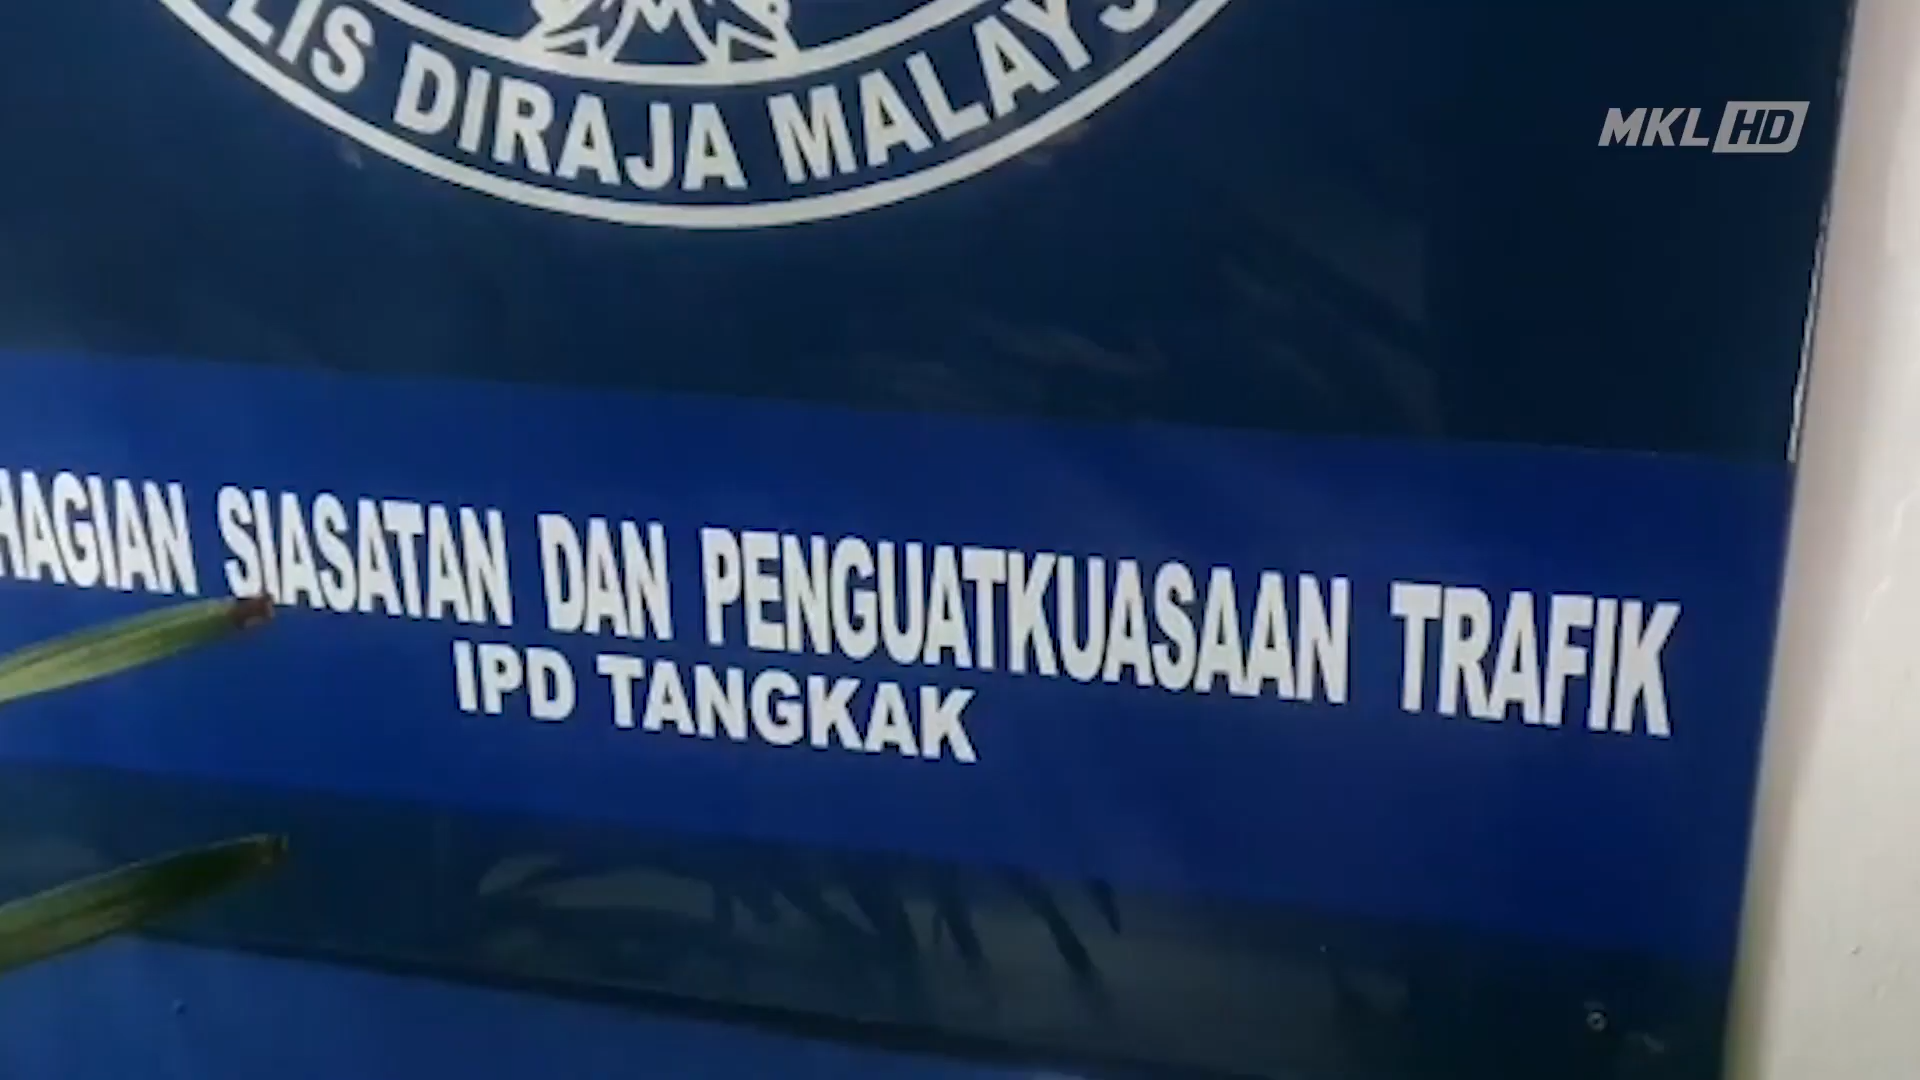 LIS DIRAJA MALAYS
MKL HD
HAGIAN SIASATAN DAN PENGUATKUASAAN TRAFIK
IPD TANGKAK